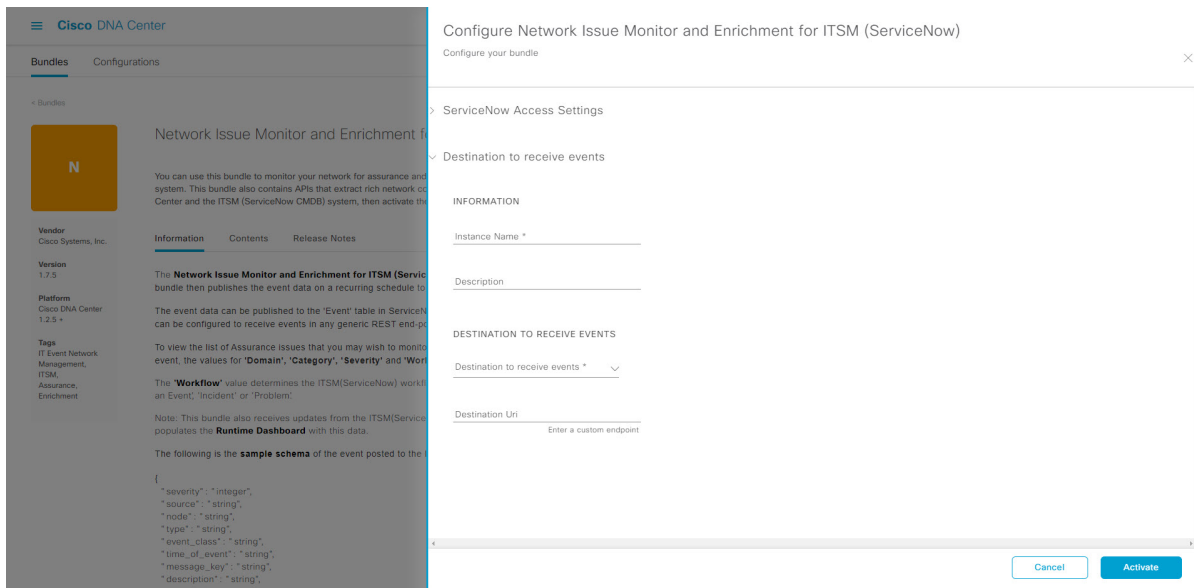 Cisco DNA Center
Bundles Configurations
< Bundles
N
Vendor
Cisco Systems, Inc.
Version
1.7.5
Platform
Cisco DNA Center
1.2.5 +
Tags
IT Event Network
Management,
ITSM,
Assurance,
Enrichment
Network Issue Monitor and Enrichment f
You can use this bundle to monitor your network for assurance and
system. This bundle also contains APIs that extract rich network co
Center and the ITSM (ServiceNow CMDB) system, then activate the
Information Contents Release Notes
The Network Issue Monitor and Enrichment for ITSM (Servic
bundle then publishes the event data on a recurring schedule to
The event data can be published to the 'Event' table in ServiceN
can be configured to receive events in any generic REST end-po
To view the list of Assurance issues that you may wish to monito
event, the values for 'Domain', 'Category', 'Severity' and 'Worl
The 'Workflow' value determines the ITSM(ServiceNow) workfl
an Event', 'Incident' or 'Problem'.
Note: This bundle also receives updates from the ITSM(Service
populates the Runtime Dashboard with this data.
The following is the sample schema of the event posted to the
{
"severity" : "integer",
"source" : "string",
"node" : "string",
"type" : "string",
"event_class" : "string",
"time_of_event" : "string",
"message_key" : "string",
"description" : "string",
Configure Network Issue Monitor and Enrichment for ITSM (ServiceNow)
Configure your bundle
ServiceNow Access Settings
Destination to receive events
INFORMATION
Instance Name *
Description
DESTINATION TO RECEIVE EVENTS
Destination to receive events *
Destination Uri
Enter a custom endpoint
Cancel Activate